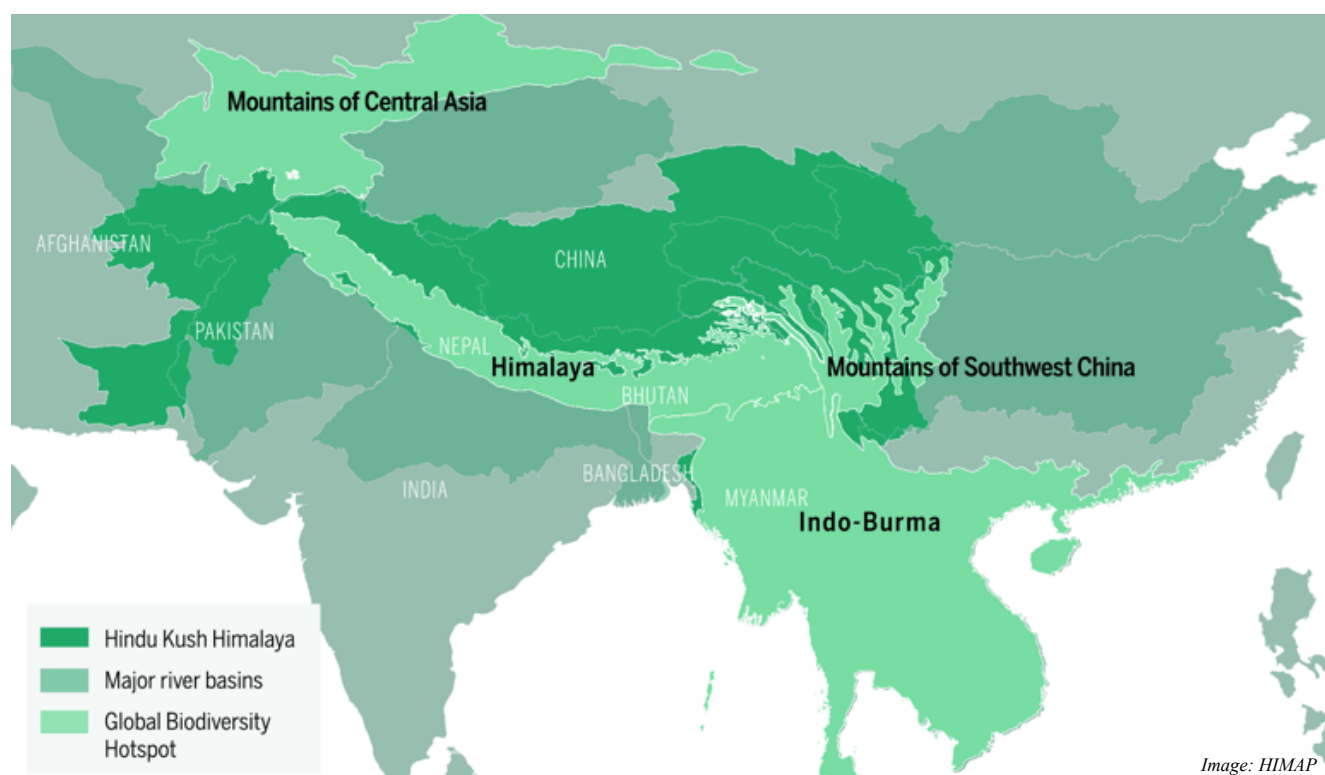 Mountains of Central Asia
AFGHANISTAN
CHINA
PAKISTAN
NEPAL
Himalaya
Mountains of Southwest China
BHUTAN
BANGLADESH
INDIA
MYANMAR
Indo-Burma
Hindu Kush Himalaya
Major river basins
Global Biodiversity
Hotspot
Image: HIMAP